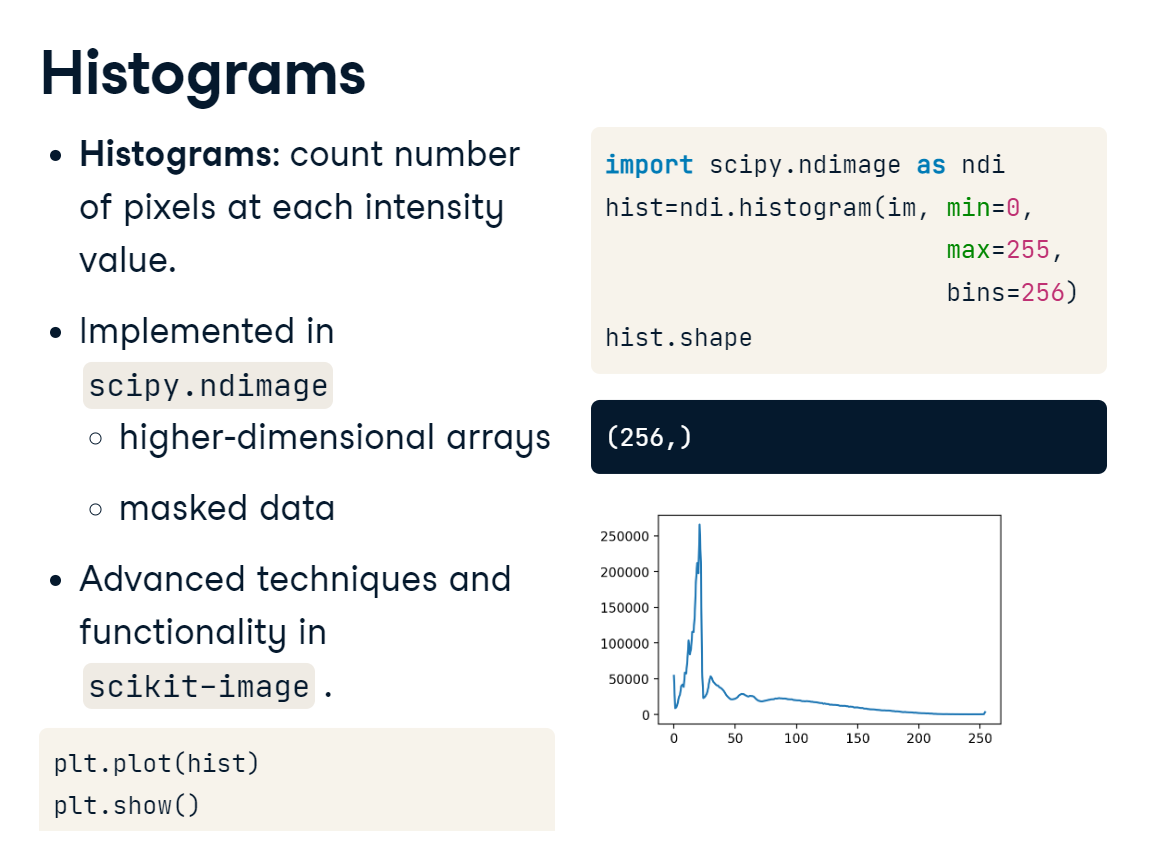 Histograms
• Histograms: count number
of pixels at each intensity
value.
• Implemented in
scipy.ndimage
○ higher-dimensional arrays
○ masked data
• Advanced techniques and
functionality in
scikit-image .
plt.plot(hist)
plt.show()
import scipy.ndimage as ndi
hist=ndi.histogram(im, min=0,
max=255,
bins=256)
hist.shape
(256,)
250000
200000
150000
100000
50000
0
0 50 100 150 200 250